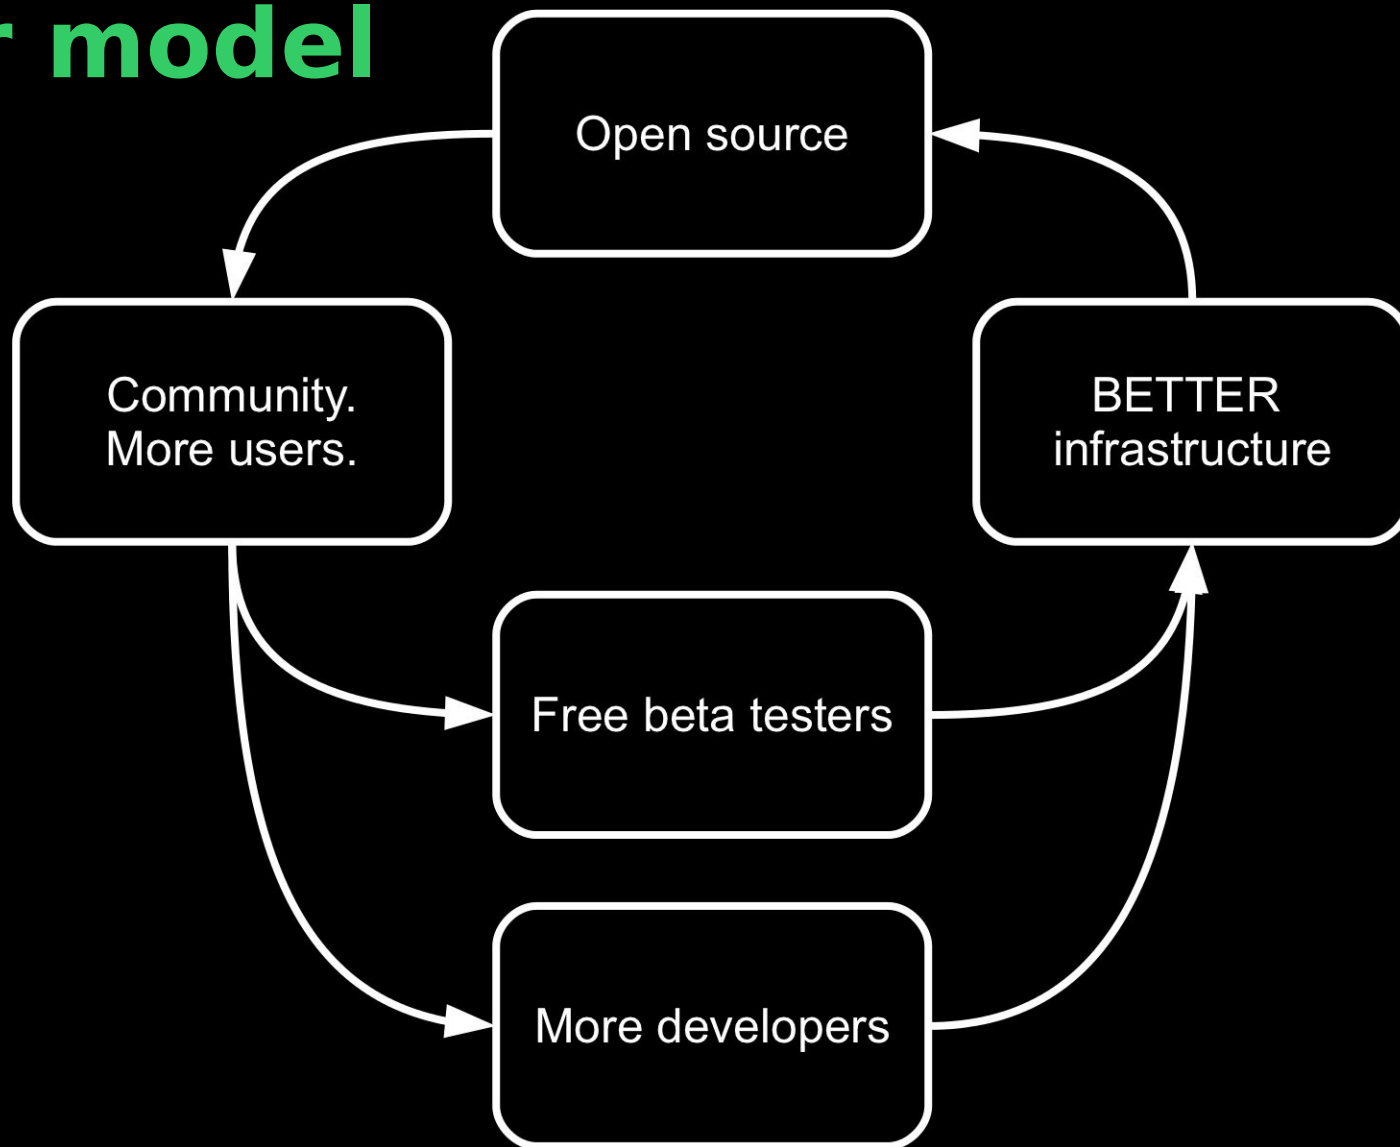 r model
Open source
Community.
More users.
BETTER
infrastructure
Free beta testers
More developers